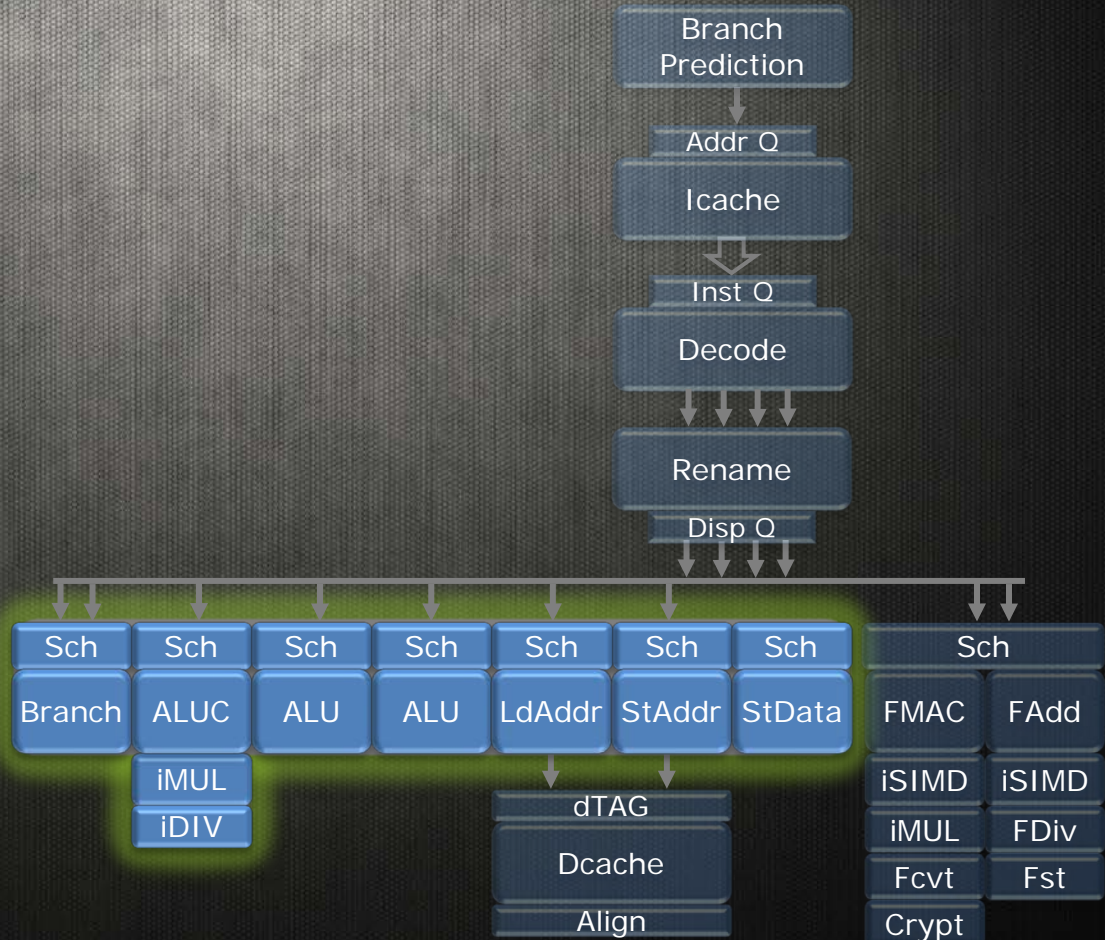 Branch
Prediction
Addr Q
Icache
Inst Q
Decode
Rename
Disp Q
Sch Sch Sch Sch Sch Sch Sch Sch
Branch ALUC ALU ALU LdAddr StAddr StData FMAC FAdd
iMUL iSIMD iSIMD
iDIV dTAG iMUL FDiv
Dcache Fcvt Fst
Align Crypt